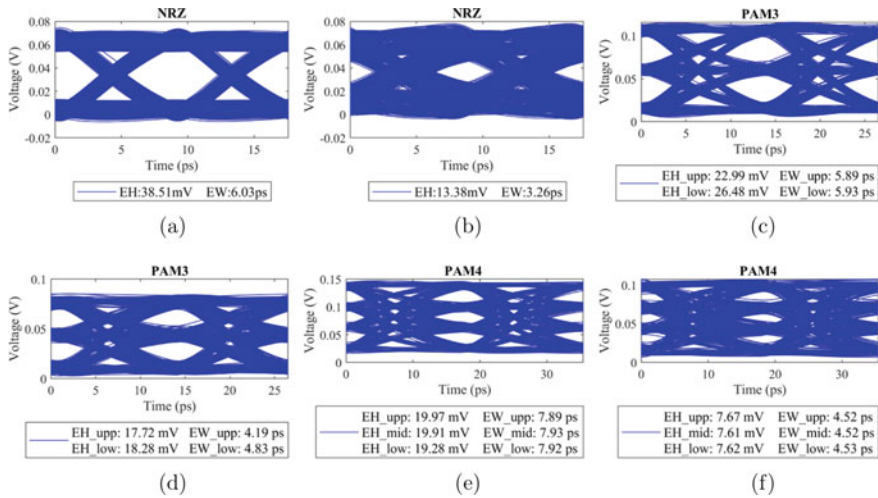 NRZ
Voltage (V)
0.08
0.06
0.04
0.02
0
-0.02
0
5
10
15
Time (ps)
EH:38.51mV EW:6.03ps
(a)
NRZ
Voltage (V)
0.08
0.06
0.04
0.02
0
-0.02
0
5
10
15
Time (ps)
EH:13.38mV EW:3.26ps
(b)
PAM3
Voltage (V)
0.1
0.05
0
0
5
10
15
20
25
Time (ps)
EH_upp: 22.99 mV EW_upp: 5.89 ps
EH_low: 26.48 mV EW_low: 5.93 ps
(c)
PAM3
Voltage (V)
0.1
0.05
0
0
5
10
15
20
25
Time (ps)
EH_upp: 17.72 mV EW_upp: 4.19 ps
EH_low: 18.28 mV EW_low: 4.83 ps
(d)
PAM4
Voltage (V)
0.15
0.1
0.05
0
0
10
20
30
Time (ps)
EH_upp: 19.97 mV EW_upp: 7.89 ps
EH_mid: 19.91 mV EW_mid: 7.93 ps
EH_low: 19.28 mV EW_low: 7.92 ps
(e)
PAM4
Voltage (V)
0.1
0.05
0
0
10
20
30
Time (ps)
EH_upp: 7.67 mV EW_upp: 4.52 ps
EH_mid: 7.61 mV EW_mid: 4.52 ps
EH_low: 7.62 mV EW_low: 4.53 ps
(f)